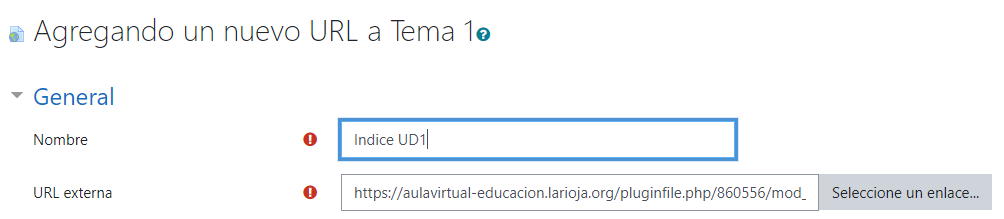 Agregando un nuevo URL a Tema 1
General
Nombre Indice UD1
URL externa https://aulavirtual-educacion.larioja.org/pluginfile.php/860556/mod_ Seleccione un enlace...